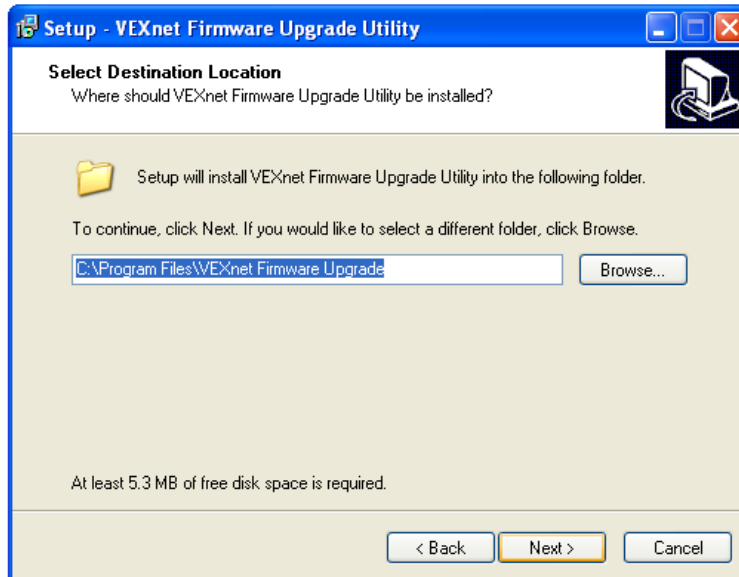 Setup - VEXnet Firmware Upgrade Utility
Select Destination Location
Where should VEXnet Firmware Upgrade Utility be installed?
Setup will install VEXnet Firmware Upgrade Utility into the following folder.
To continue, click Next. If you would like to select a different folder, click Browse.
C:\Program Files\VEXnet Firmware Upgrade
Browse...
At least 5.3 MB of free disk space is required.
< Back
Next >
Cancel